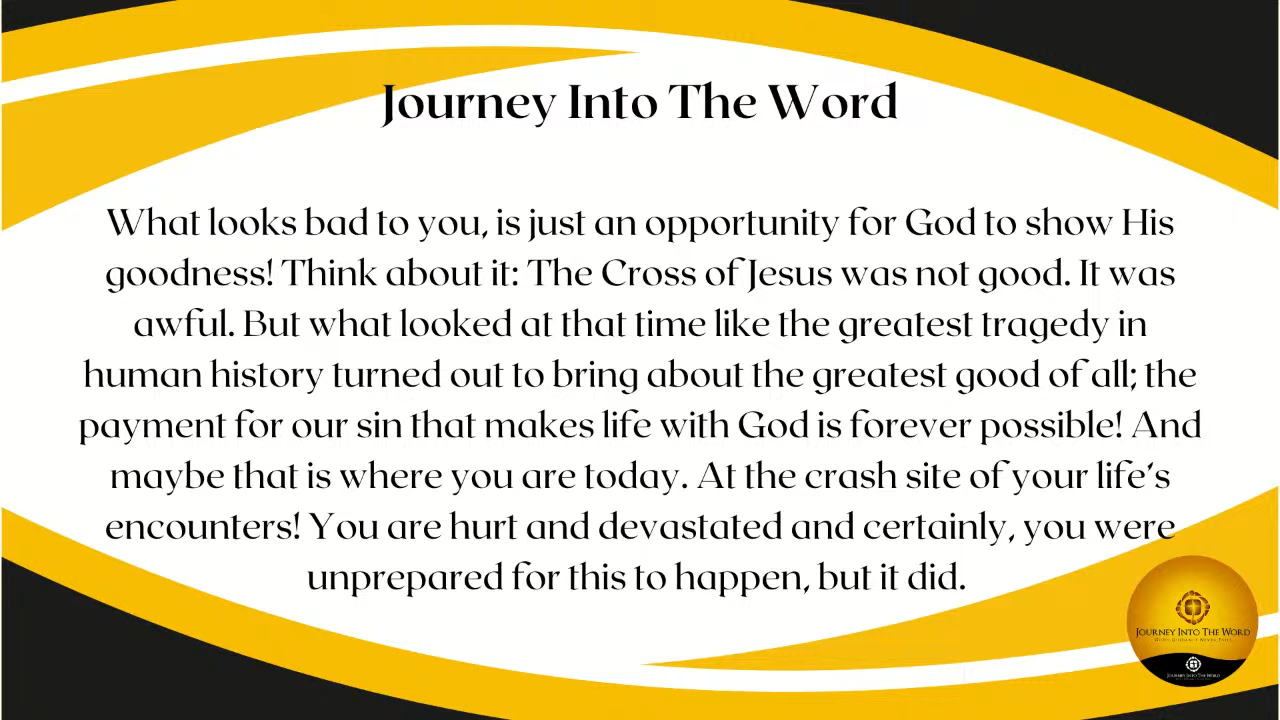 Journey Into The Word
What looks bad to you, is just an opportunity for God to show His
goodness! Think about it: The Cross of Jesus was not good. It was
awful. But what looked at that time like the greatest tragedy in
human history turned out to bring about the greatest good of all; the
payment for our sin that makes life with God is forever possible! And
maybe that is where you are today. At the crash site of your life's
encounters! You are hurt and devastated and certainly, you were
unprepared for this to happen, but it did.
Journey Into The Word
Journey Into The Word